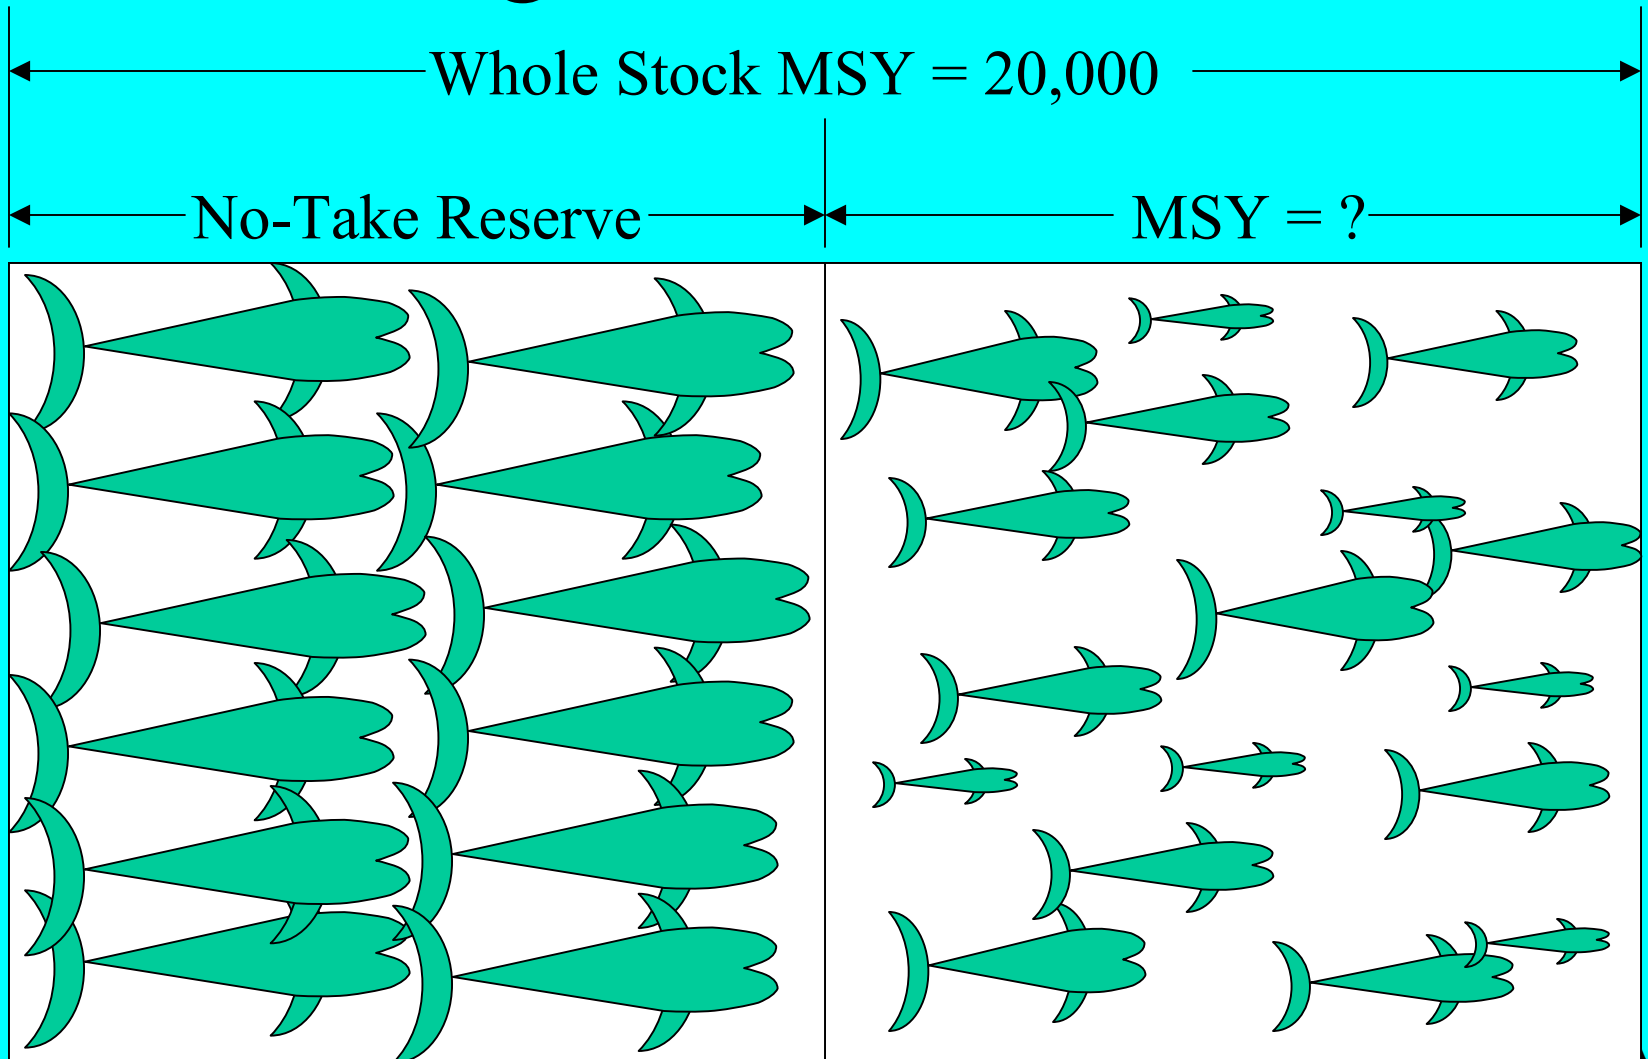 Whole Stock MSY = 20,000
No-Take Reserve
MSY = ?